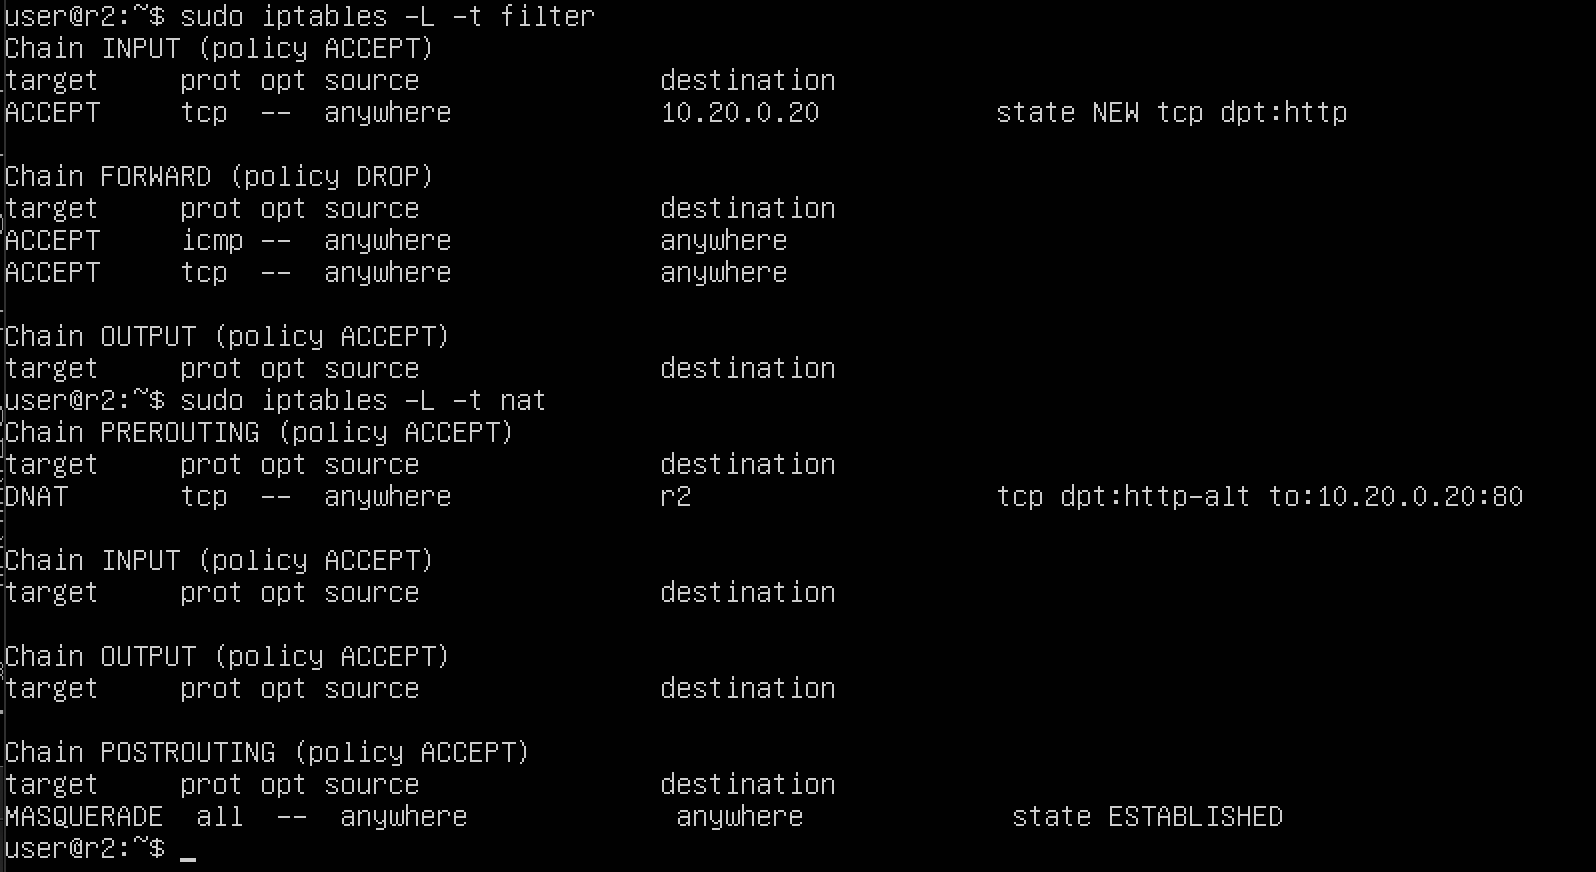 user@r2:~$ sudo iptables -L -t filter
Chain INPUT (policy ACCEPT)
target     prot opt source               destination
ACCEPT     tcp  --  anywhere             10.20.0.20           state NEW tcp dpt:http

Chain FORWARD (policy DROP)
target     prot opt source               destination
ACCEPT     icmp --  anywhere             anywhere
ACCEPT     tcp  --  anywhere             anywhere

Chain OUTPUT (policy ACCEPT)
target     prot opt source               destination
user@r2:~$ sudo iptables -L -t nat
Chain PREROUTING (policy ACCEPT)
target     prot opt source               destination
DNAT       tcp  --  anywhere             r2                   tcp dpt:http-alt to:10.20.0.20:80

Chain INPUT (policy ACCEPT)
target     prot opt source               destination

Chain OUTPUT (policy ACCEPT)
target     prot opt source               destination

Chain POSTROUTING (policy ACCEPT)
target     prot opt source               destination
MASQUERADE  all  --  anywhere             anywhere             state ESTABLISHED
user@r2:~$ _